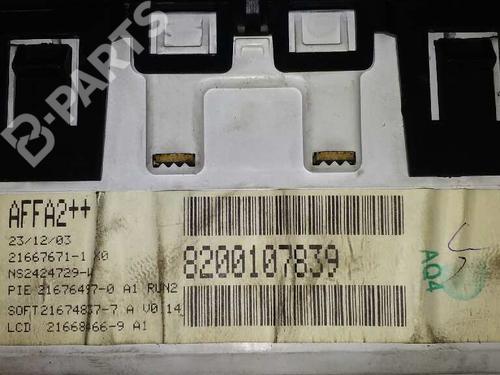 B-PARTS
AFFA2++
23/12/03
21667671-1 X0
NS2424729-W
PIE 21676497-0 A1 RUN2
SOFT21674837-7 A V0 14
LCD 21668466-9 A1
8200107839
AQ4